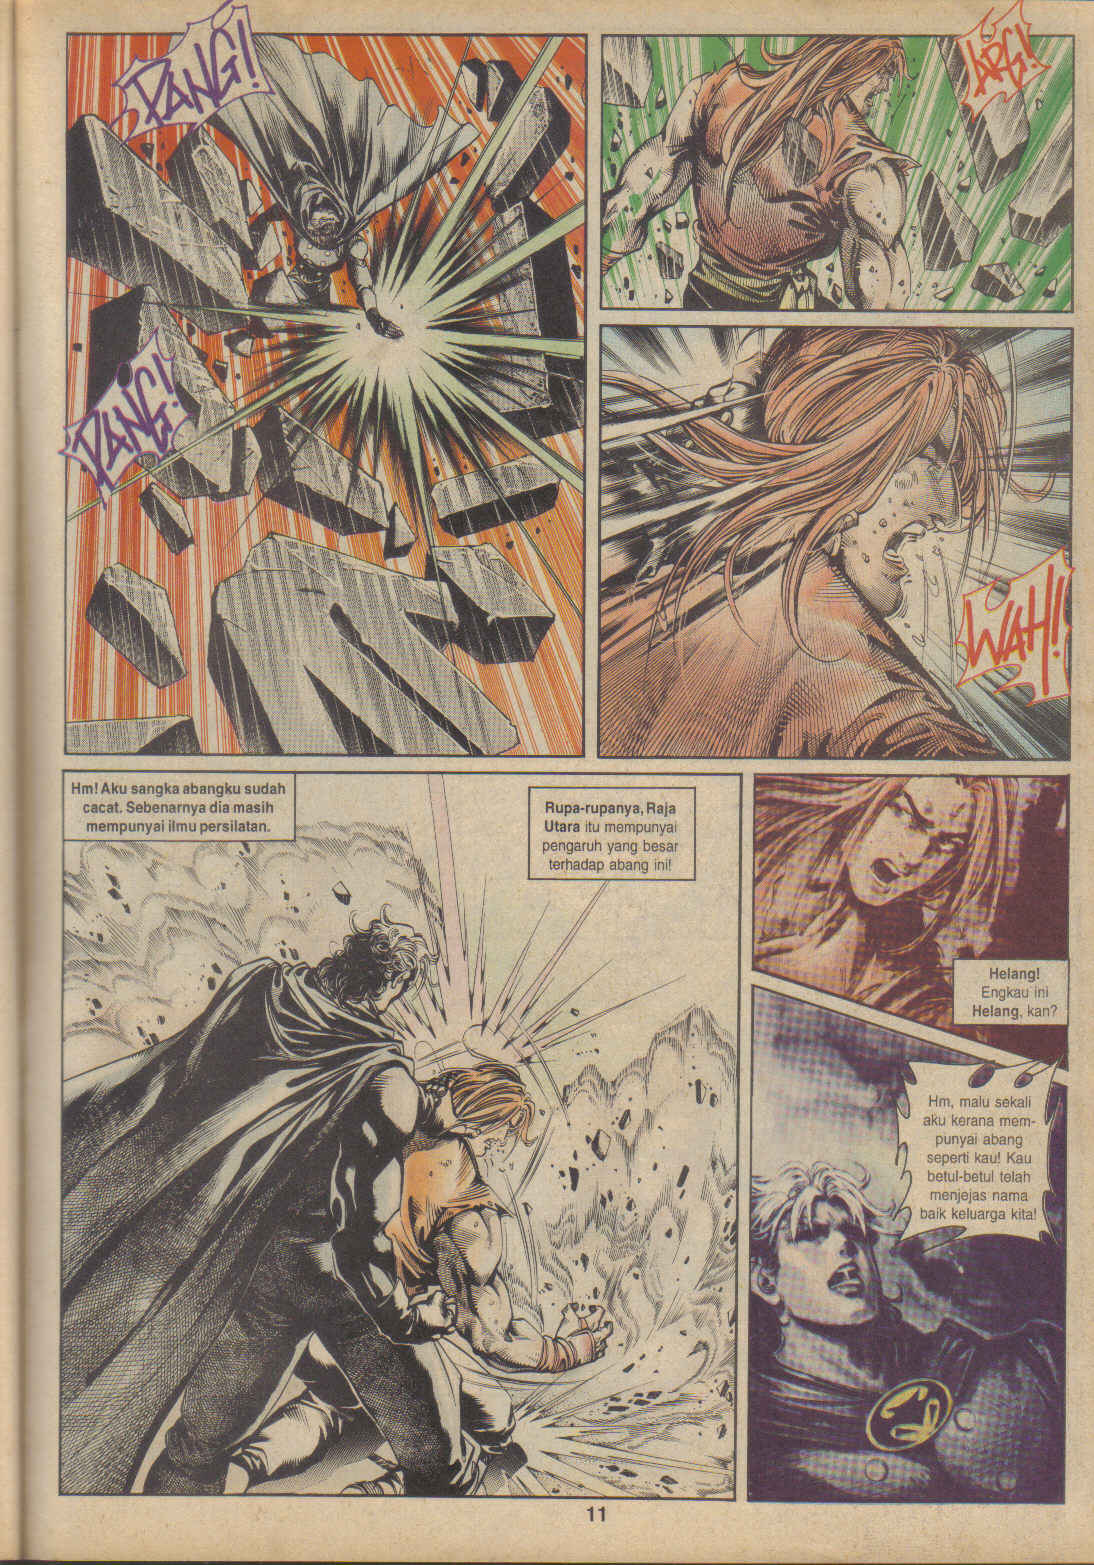 PANG!
PANG!
ARG!
WAH!
Hm! Aku sangka abangku sudah
cacat. Sebenarnya dia masih
mempunyai ilmu persilatan.
Rupa-rupanya, Raja
Utara itu mempunyai
pengaruh yang besar
terhadap abang ini!
Helang!
Engkau ini
Helang, kan?
Hm, malu sekali
aku kerana mem-
punyai abang
seperti kau! Kau
betul-betul telah
menjejas nama
baik keluarga kita!
11